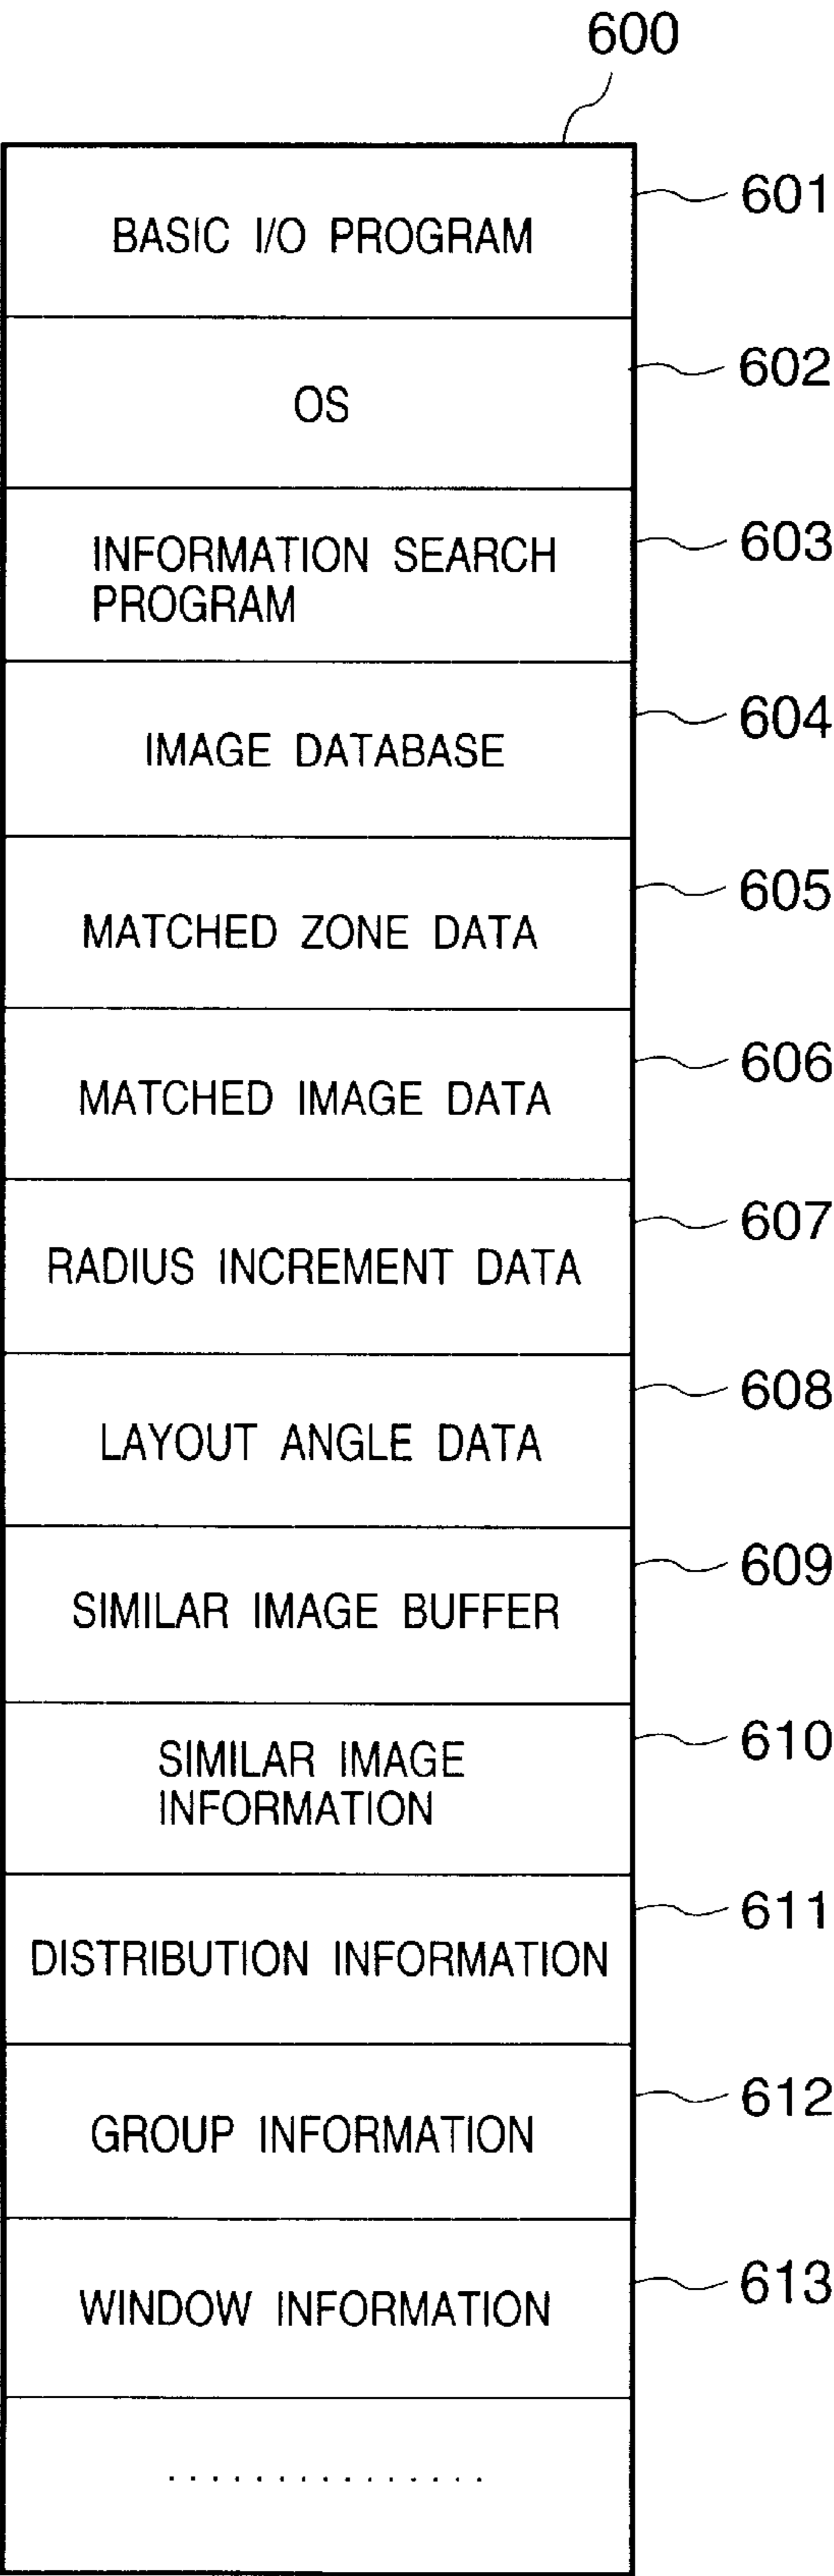 600
BASIC I/O PROGRAM
601
OS
602
INFORMATION SEARCH
PROGRAM
603
IMAGE DATABASE
604
MATCHED ZONE DATA
605
MATCHED IMAGE DATA
606
RADIUS INCREMENT DATA
607
LAYOUT ANGLE DATA
608
SIMILAR IMAGE BUFFER
609
SIMILAR IMAGE
INFORMATION
610
DISTRIBUTION INFORMATION
611
GROUP INFORMATION
612
WINDOW INFORMATION
613
...............